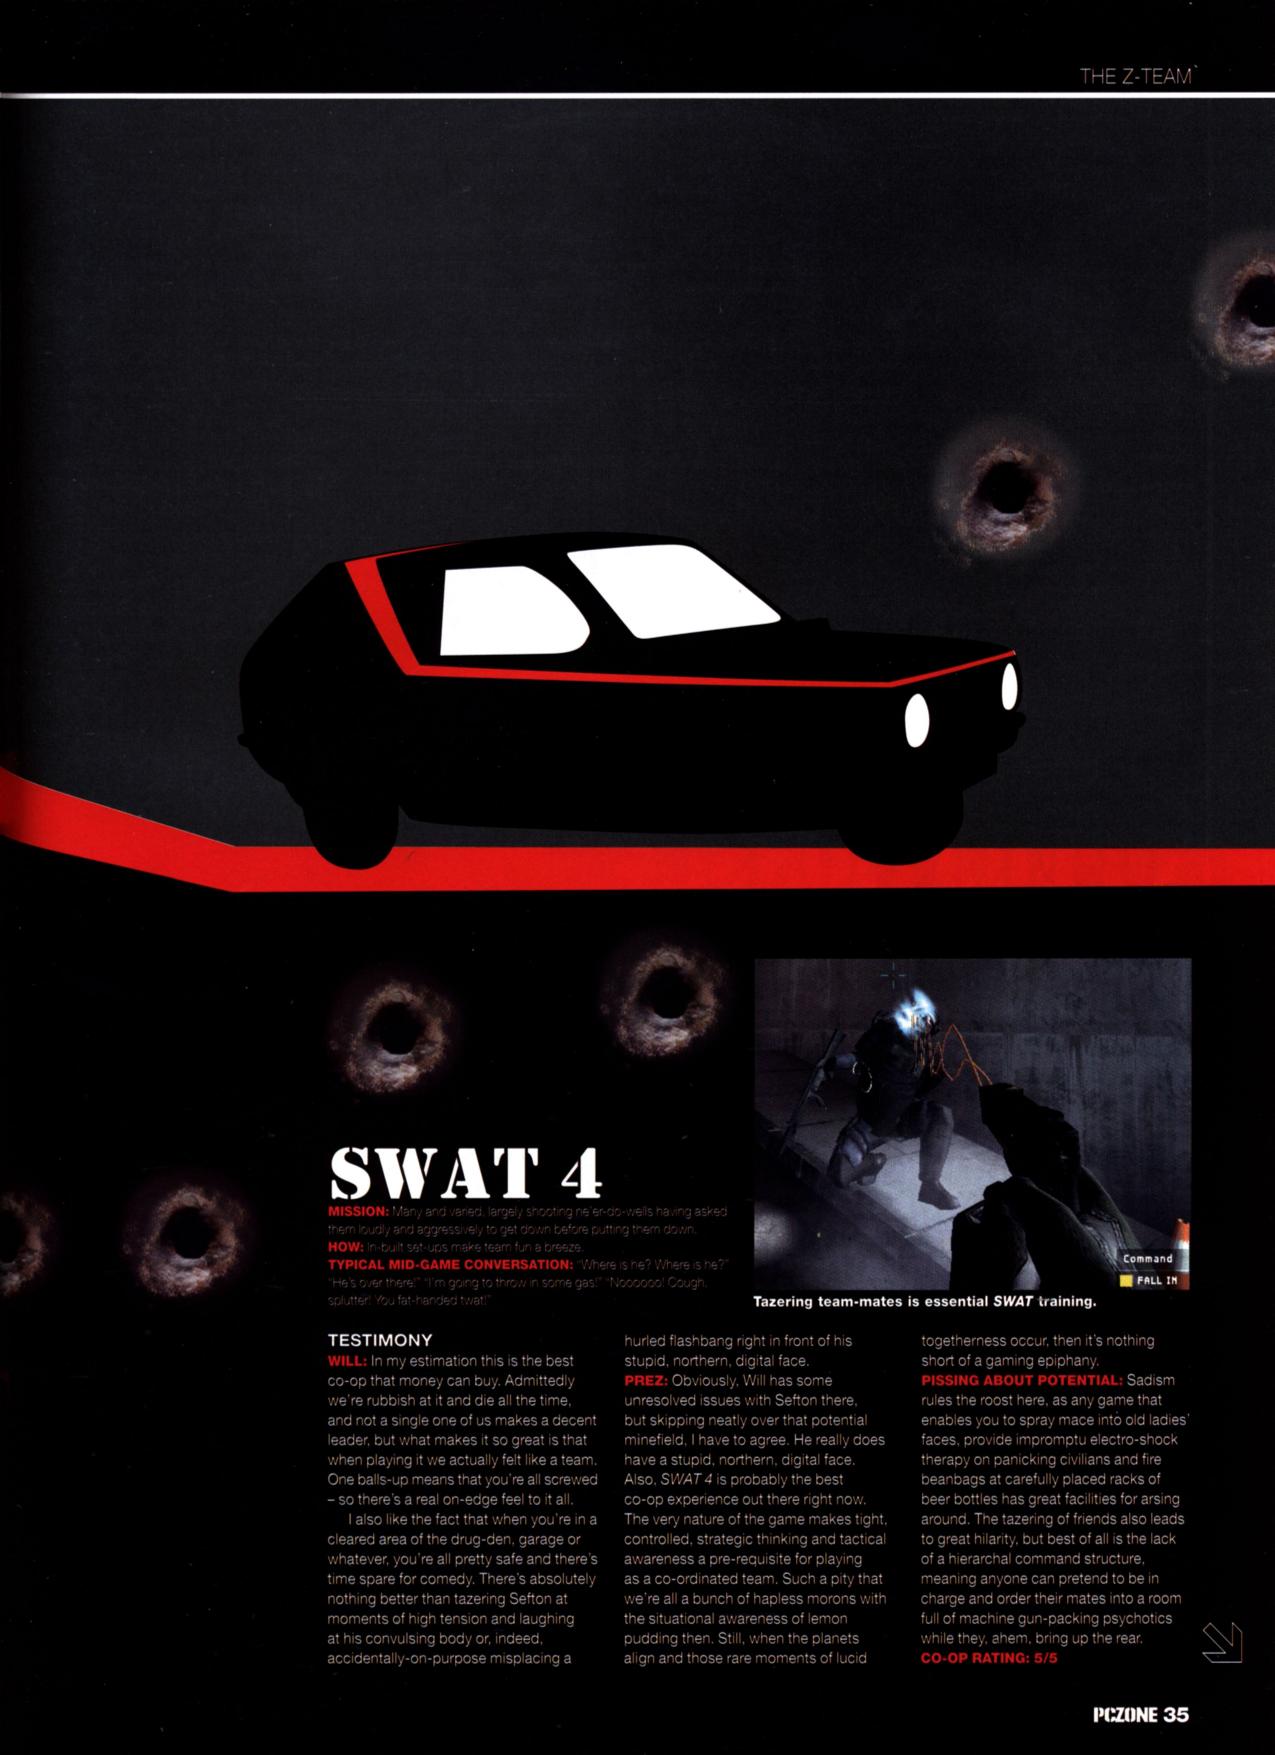 THE Z-TEAM
SWAT 4
MISSION: Many and varied, largely shooting ne'er-do-wells having asked
them loudly and aggressively to get down before putting them down.
HOW: In-built set-ups make team fun a breeze.
TYPICAL MID-GAME CONVERSATION: "Where is he? Where is he?"
"He's over there!" "I'm going to throw in some gas!" "Noooooo! Cough,
splutter! You fat-handed twat!"
Command
FALL IN
Tazering team-mates is essential SWAT training.
TESTIMONY
WILL: In my estimation this is the best
co-op that money can buy. Admittedly
we're rubbish at it and die all the time,
and not a single one of us makes a decent
leader, but what makes it so great is that
when playing it we actually felt like a team.
One balls-up means that you're all screwed
– so there's a real on-edge feel to it all.
I also like the fact that when you're in a
cleared area of the drug-den, garage or
whatever, you're all pretty safe and there's
time spare for comedy. There's absolutely
nothing better than tazering Sefton at
moments of high tension and laughing
at his convulsing body or, indeed,
accidentally-on-purpose misplacing a
hurled flashbang right in front of his
stupid, northern, digital face.
PREZ: Obviously, Will has some
unresolved issues with Sefton there,
but skipping neatly over that potential
minefield, I have to agree. He really does
have a stupid, northern, digital face.
Also, SWAT 4 is probably the best
co-op experience out there right now.
The very nature of the game makes tight,
controlled, strategic thinking and tactical
awareness a pre-requisite for playing
as a co-ordinated team. Such a pity that
we're all a bunch of hapless morons with
the situational awareness of lemon
pudding then. Still, when the planets
align and those rare moments of lucid
togetherness occur, then it's nothing
short of a gaming epiphany.
PISSING ABOUT POTENTIAL: Sadism
rules the roost here, as any game that
enables you to spray mace into old ladies'
faces, provide impromptu electro-shock
therapy on panicking civilians and fire
beanbags at carefully placed racks of
beer bottles has great facilities for arsing
around. The tazering of friends also leads
to great hilarity, but best of all is the lack
of a hierarchal command structure,
meaning anyone can pretend to be in
charge and order their mates into a room
full of machine gun-packing psychotics
while they, ahem, bring up the rear.
CO-OP RATING: 5/5
PCZONE 35